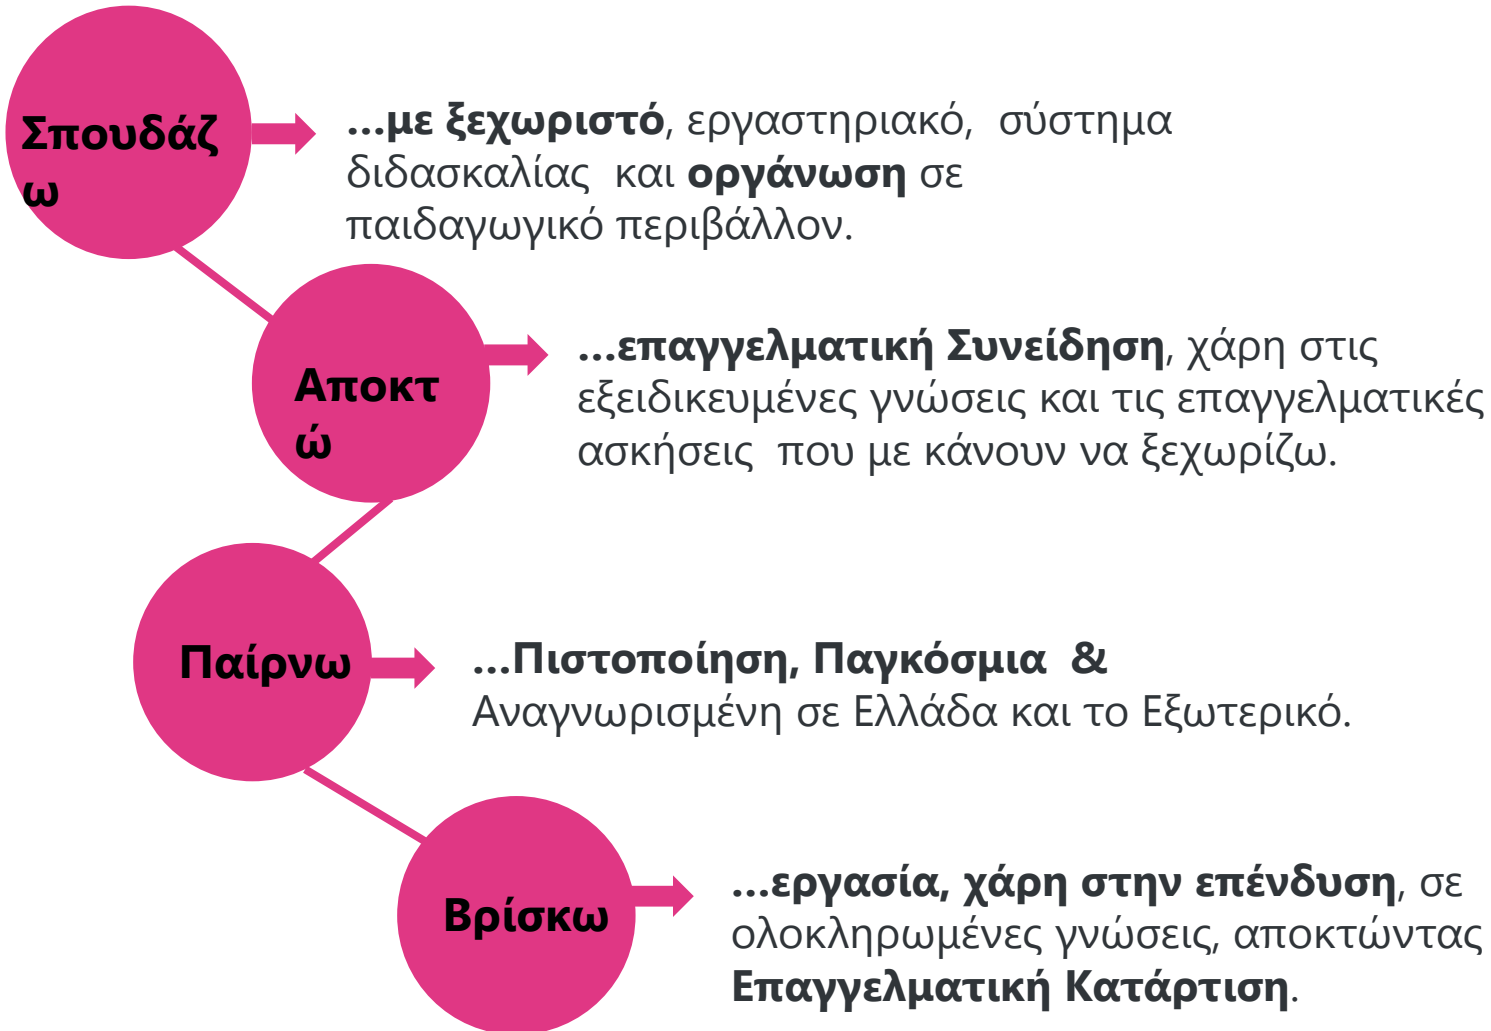 Σπουδάζ
ω
...με ξεχωριστό, εργαστηριακό, σύστημα
διδασκαλίας και οργάνωση σε
παιδαγωγικό περιβάλλον.
Αποκτ
ώ
...επαγγελματική Συνείδηση, χάρη στις
εξειδικευμένες γνώσεις και τις επαγγελματικές
ασκήσεις που με κάνουν να ξεχωρίζω.
Παίρνω
...Πιστοποίηση, Παγκόσμια &
Αναγνωρισμένη σε Ελλάδα και το Εξωτερικό.
Βρίσκω
...εργασία, χάρη στην επένδυση, σε
ολοκληρωμένες γνώσεις, αποκτώντας
Επαγγελματική Κατάρτιση.